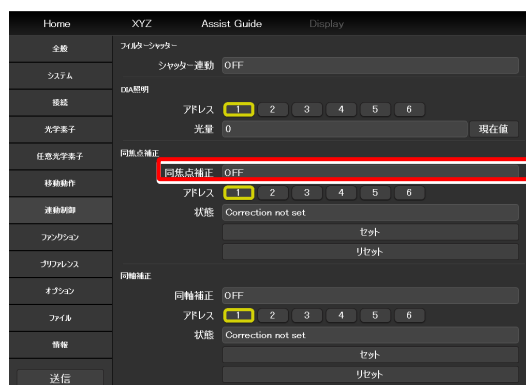 Home XYZ Assist Guide Display
全般
システム
接続
光学素子
任意光学素子
移動動作
連動制御
ファンクション
プリファレンス
オプション
ファイル
情報
送信
フィルターシャッター
シャッター連動 OFF
DIA照明
アドレス 1 2 3 4 5 6
光量 0 現在値
同焦点補正
同焦点補正 OFF
アドレス 1 2 3 4 5 6
状態 Correction not set
セット
リセット
同軸補正
同軸補正 OFF
アドレス 1 2 3 4 5 6
状態 Correction not set
セット
リセット